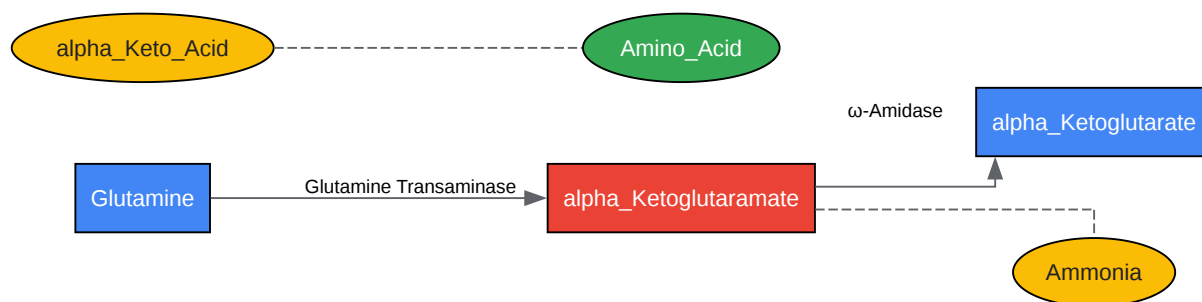 alpha_Keto_Acid
Amino_Acid
ω-Amidase
alpha_Ketoglutarate
Glutamine
Glutamine Transaminase
alpha_Ketoglutaramate
Ammonia